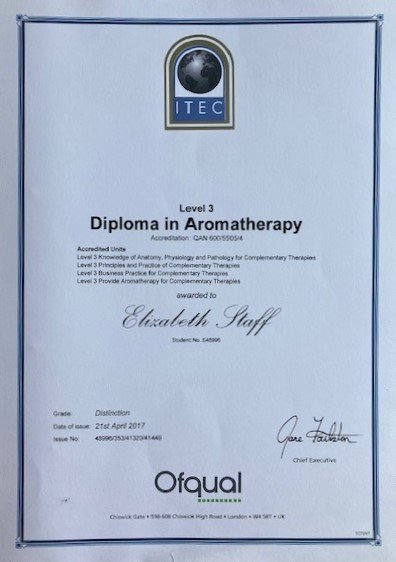 ITEC
Level 3
Diploma in Aromatherapy
Accreditation: QAN 600/5505/4
Accredited Units
Level 3 Knowledge of Anatomy, Physiology and Pathology for Complementary Therapies
Level 3 Principles and Practice of Complementary Therapies
Level 3 Business Practice for Complementary Therapies
Level 3 Provide Aromatherapy for Complementary Therapies
awarded to
Elizabeth Staff
Student No. E48996
Grade: Distinction
Date of issue: 21st April 2017
Issue No: 48996/353/41320/41449
Jane
Chief Executive
Ofqual
Chiswick Gate • 598-608 Chiswick High Road • London • W4 5RT • UK